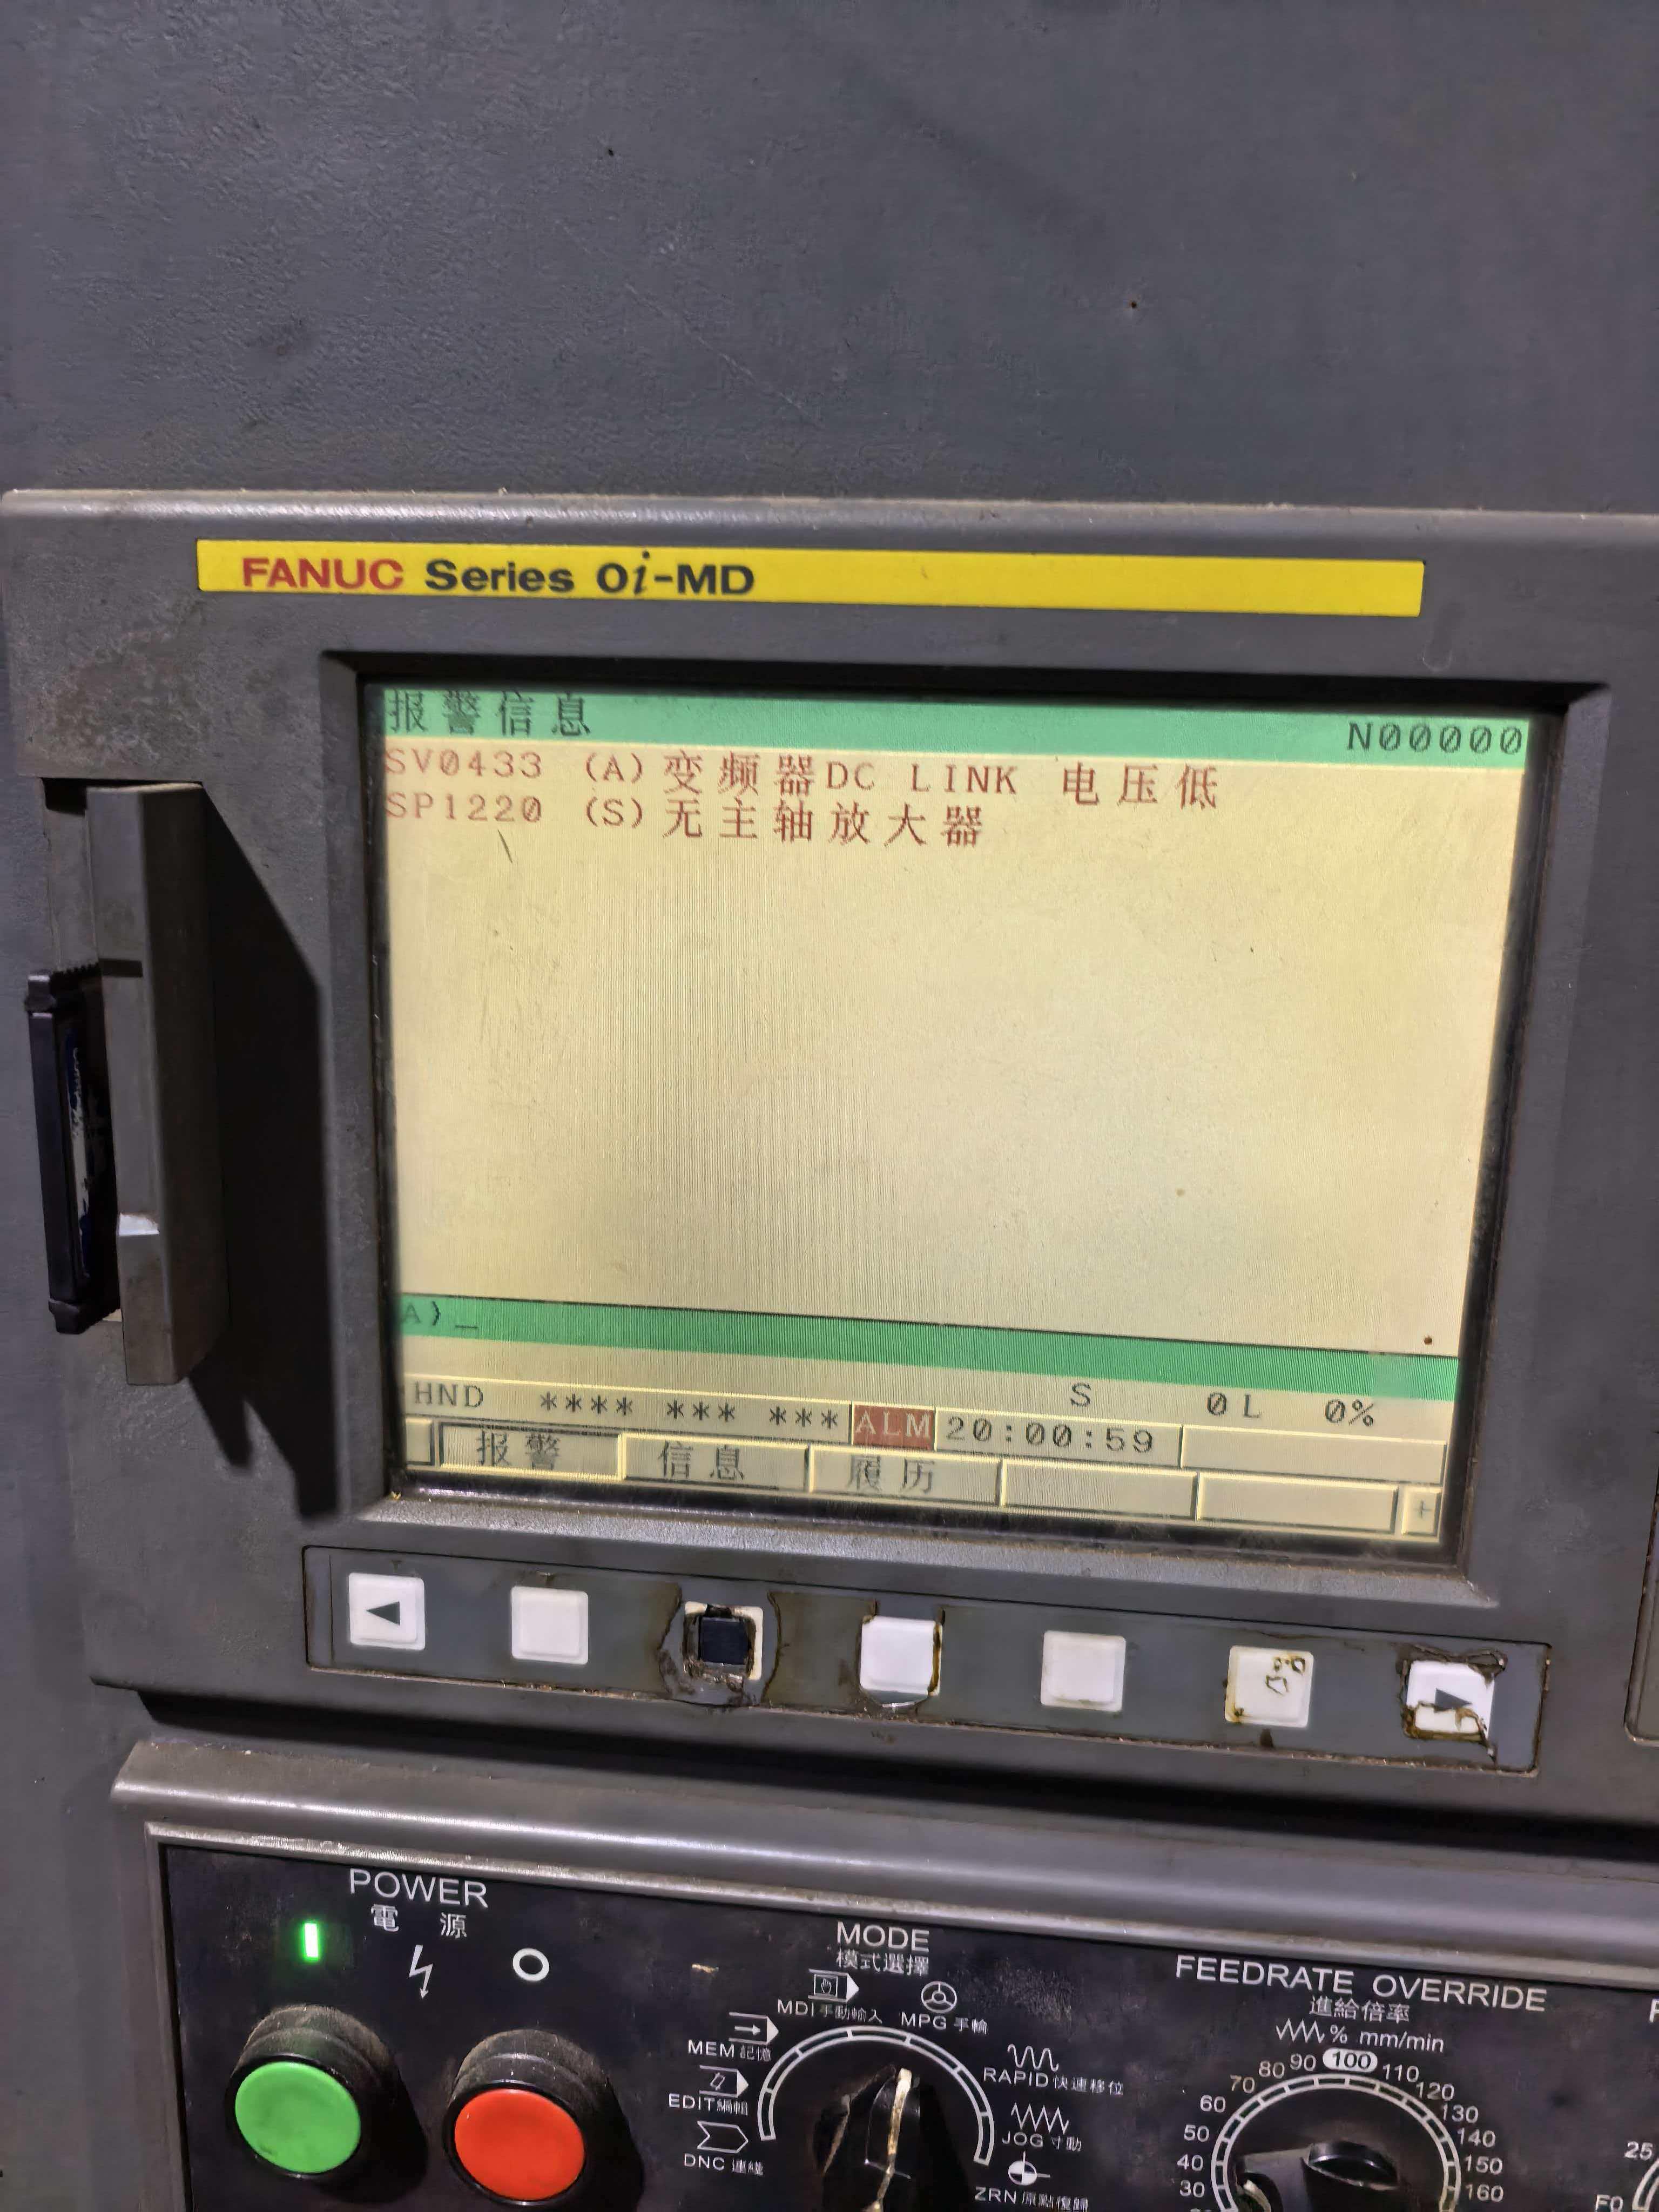 FANUC Series 0i-MD
报警信息
N00000
SV0433 (A)变频器DC LINK 电压低
SP1220 (S)无主轴放大器
A)_
S 0L 0%
HND **** *** *** ALM 20:00:59
报警 信息 履历 +
POWER
電 源
MODE
模式選擇
MDI 手動輸入
MPG 手輪
MEM 記憶
RAPID 快速移位
EDIT 編輯
JOG 寸動
DNC 連綫
ZRN 原點復歸
FEEDRATE OVERRIDE
進給倍率
% mm/min
30 40 50 60 70 80 90 100 110 120 130 140 150 160
25
F0